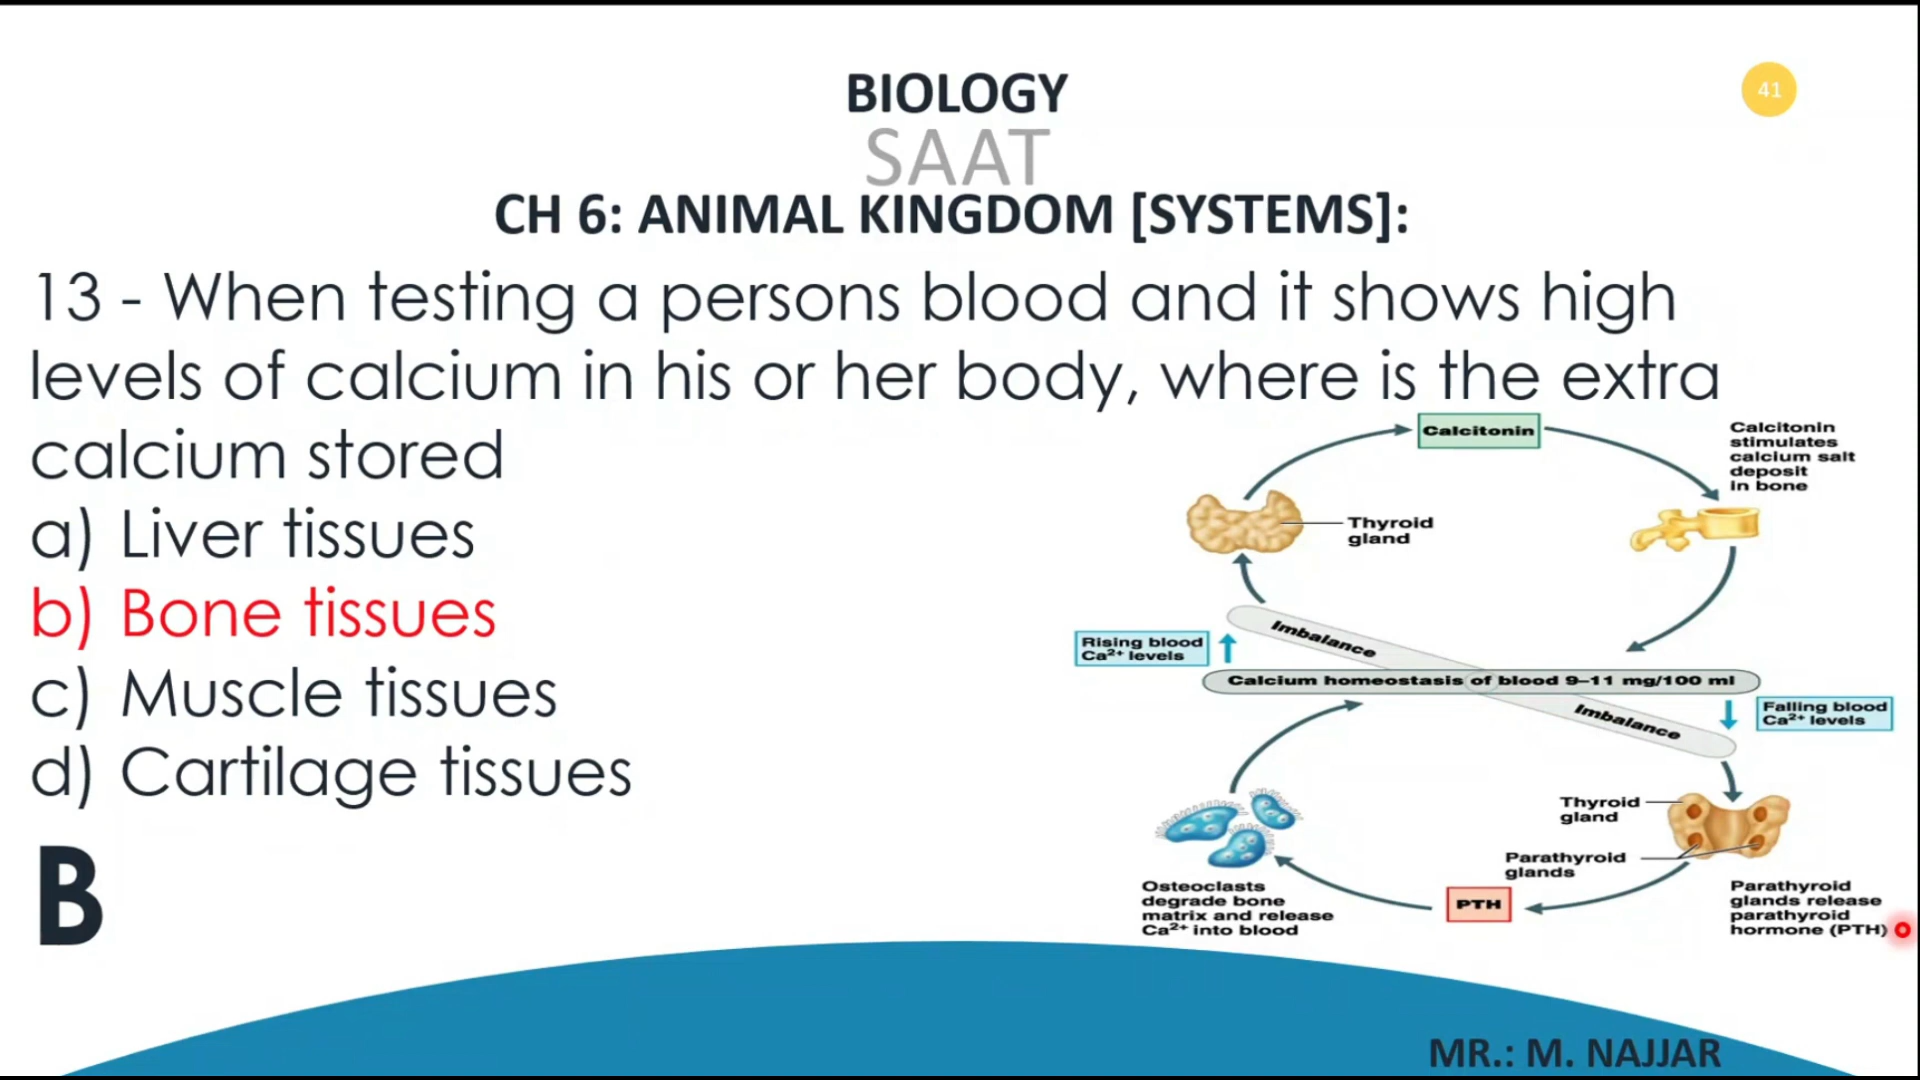 BIOLOGY
41
SAAT
CH 6: ANIMAL KINGDOM [SYSTEMS]:
13 - When testing a persons blood and it shows high
levels of calcium in his or her body, where is the extra
calcium stored
a) Liver tissues
b) Bone tissues
c) Muscle tissues
d) Cartilage tissues
B
Calcitonin
Calcitonin
stimulates
calcium salt
deposit
in bone
Thyroid
gland
Imbalance
Rising blood
Ca²⁺ levels
Calcium homeostasis of blood 9–11 mg/100 ml
Falling blood
Ca²⁺ levels
Imbalance
Thyroid
gland
Parathyroid
glands
Osteoclasts
degrade bone
matrix and release
Ca²⁺ into blood
PTH
Parathyroid
glands release
parathyroid
hormone (PTH)
MR.: M. NAJJAR